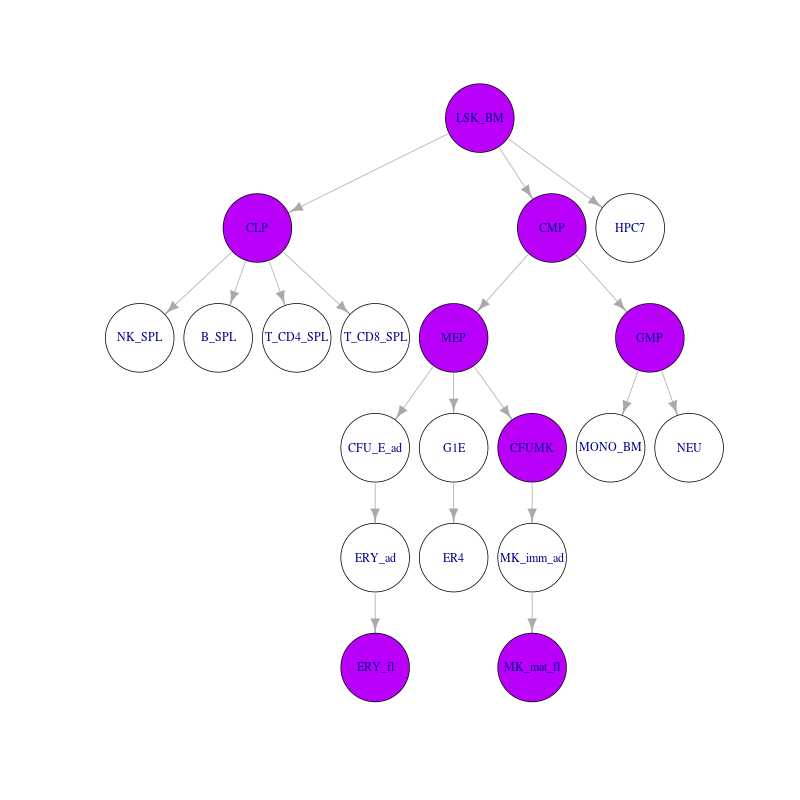 LSK_BM
CLP
CMP
HPC7
NK_SPL
B_SPL
T_CD4_SPL
T_CD8_SPL
MEP
GMP
CFU_E_ad
G1E
CFUMK
MONO_BM
NEU
ERY_ad
ER4
MK_imm_ad
ERY_fl
MK_mat_fl